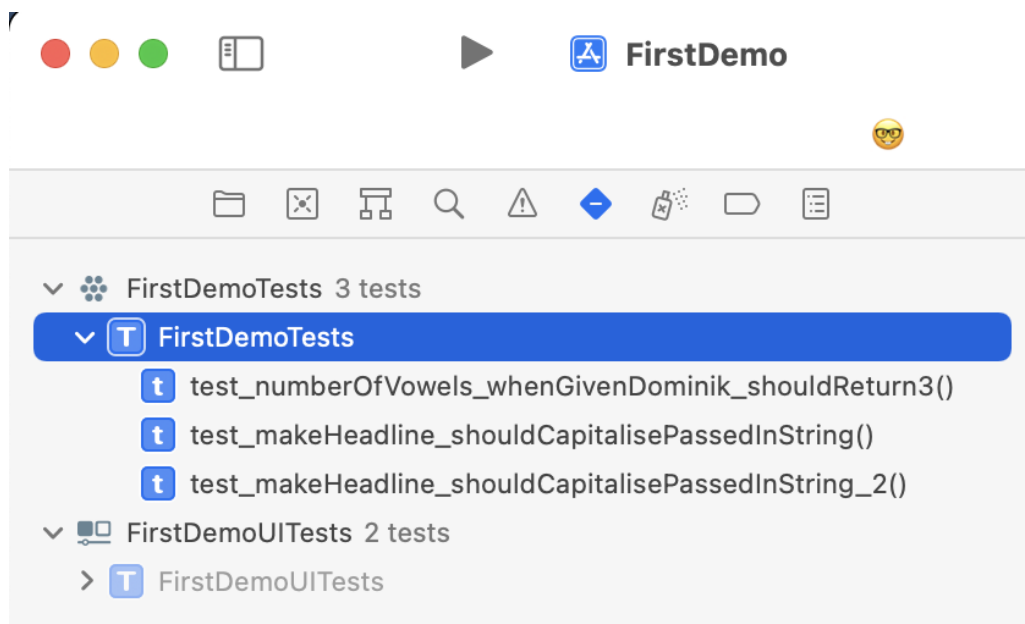 FirstDemo
FirstDemoTests 3 tests
T FirstDemoTests
t test_numberOfVowels_whenGivenDominik_shouldReturn3()
t test_makeHeadline_shouldCapitalisePassedInString()
t test_makeHeadline_shouldCapitalisePassedInString_2()
FirstDemoUITests 2 tests
T FirstDemoUITests